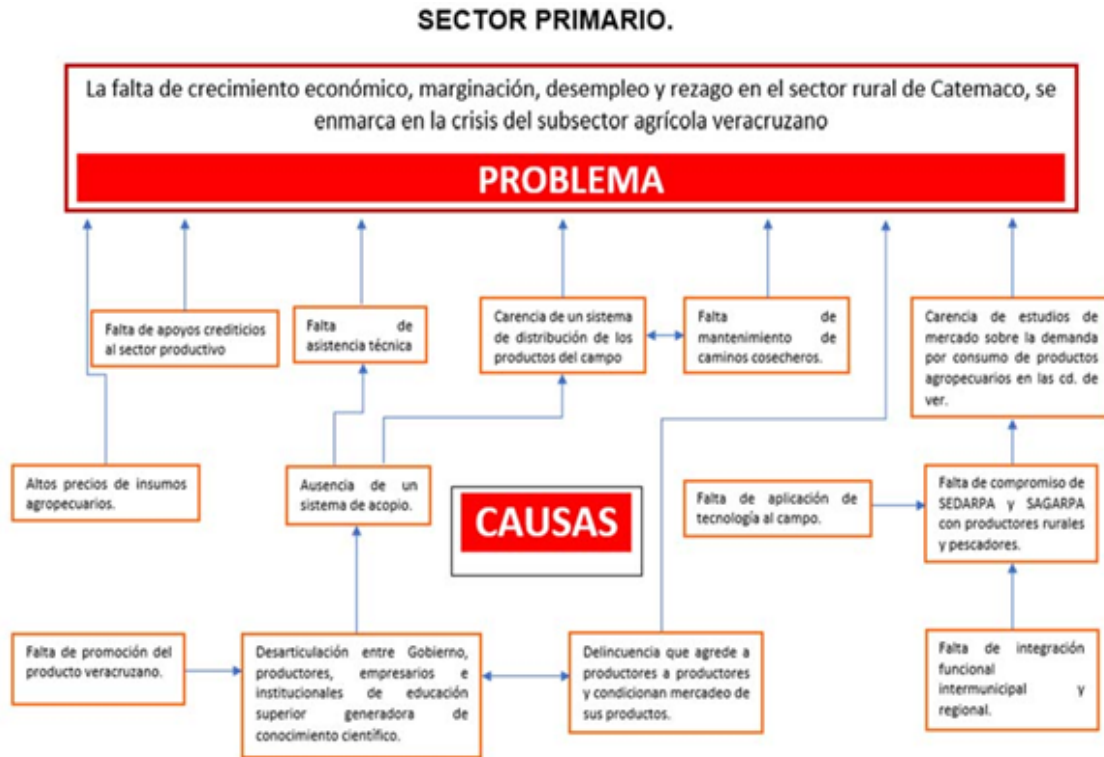 SECTOR PRIMARIO.
La falta de crecimiento económico, marginación, desempleo y rezago en el sector rural de Catemaco, se
enmarca en la crisis del subsector agrícola veracruzano
PROBLEMA
Falta de apoyos crediticios
al sector productivo
Falta de
asistencia técnica
Carencia de un sistema
de distribución de los
productos del campo
Falta de
mantenimiento de
caminos cosecheros.
Carencia de estudios de
mercado sobre la demanda
por consumo de productos
agropecuarios en las cd. de
ver.
Altos precios de insumos
agropecuarios.
Ausencia de un
sistema de acopio.
CAUSAS
Falta de aplicación de
tecnología al campo.
Falta de compromiso de
SEDARPA y SAGARPA
con productores rurales
y pescadores.
Falta de promoción del
producto veracruzano.
Desarticulación entre Gobierno,
productores, empresarios e
institucionales de educación
superior generadora de
conocimiento científico.
Delincuencia que agrede a
productores a productores
y condicionan mercadeo de
sus productos.
Falta de integración
funcional
intermunicipal y
regional.